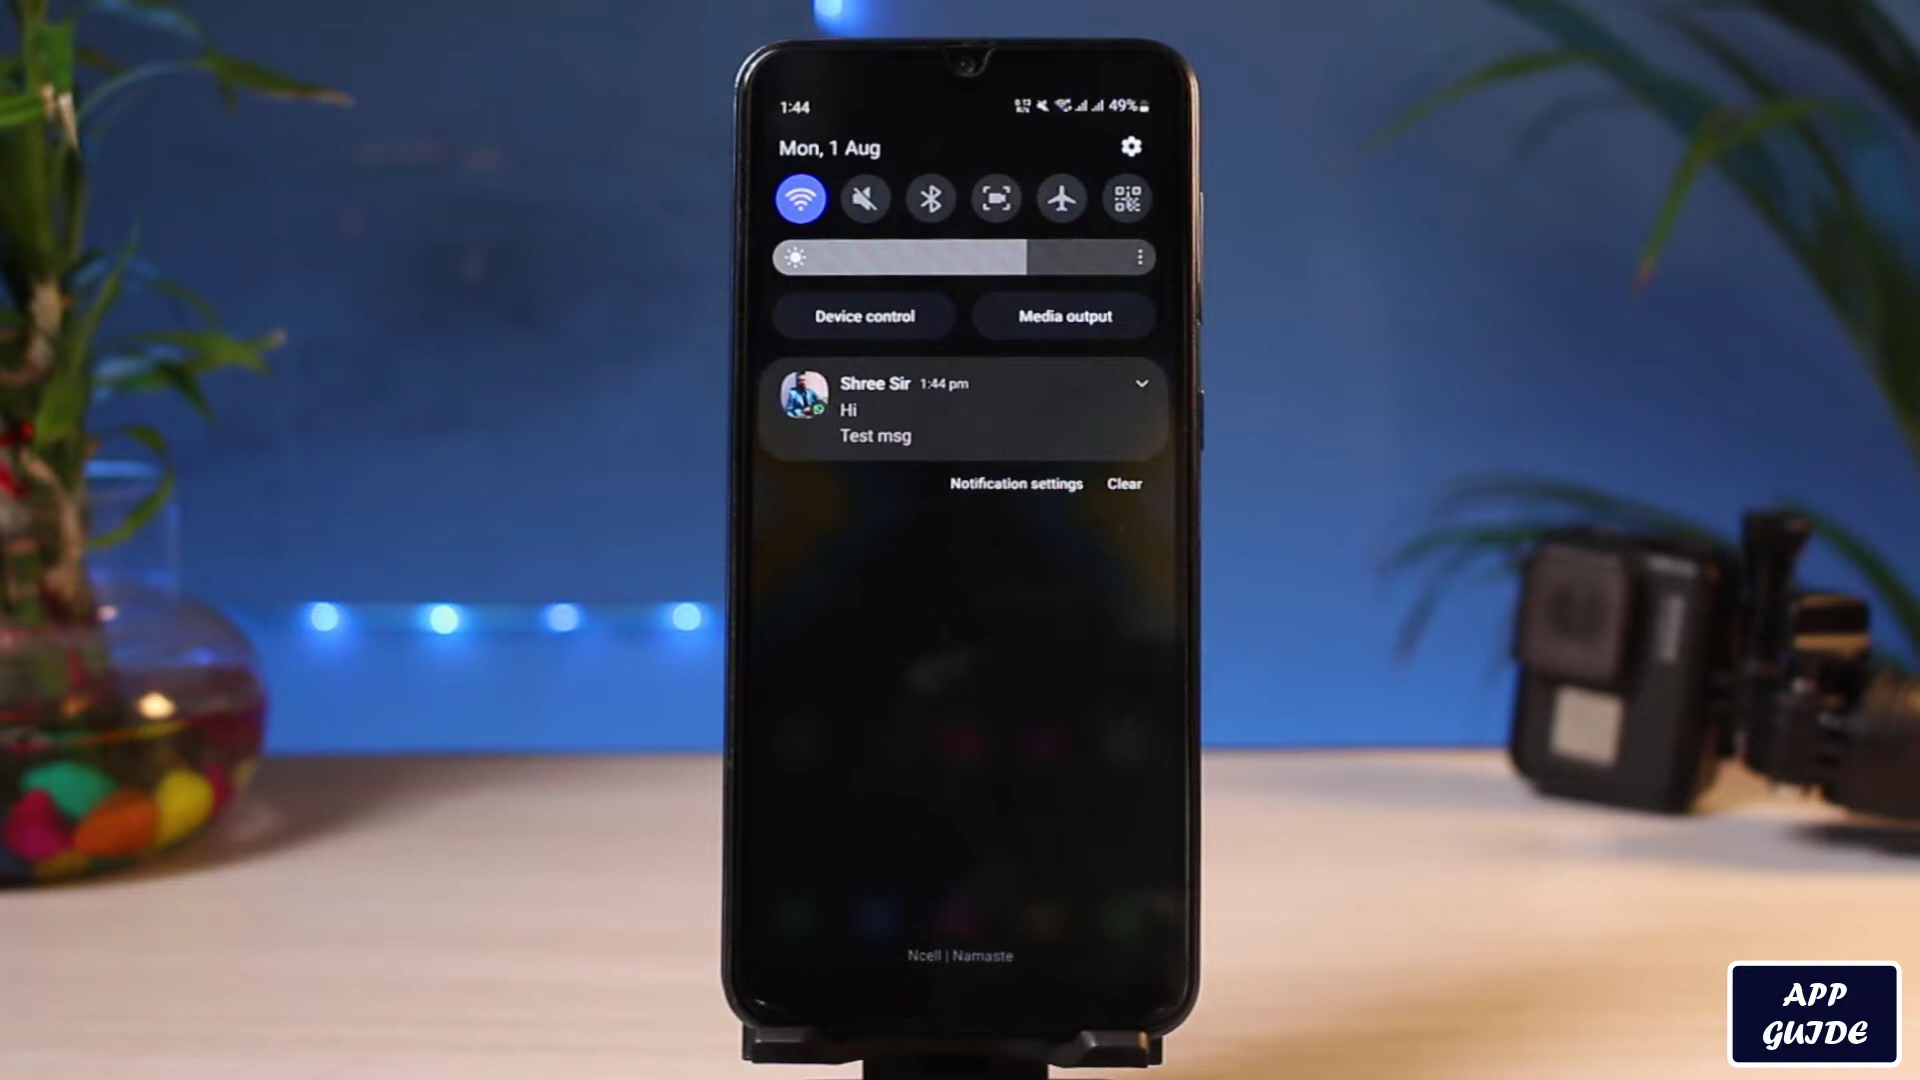 1:44
49%
Mon, 1 Aug
Device control
Media output
Shree Sir 1:44 pm
Hi
Test msg
Notification settings
Clear
Ncell | Namaste
APP
GUIDE